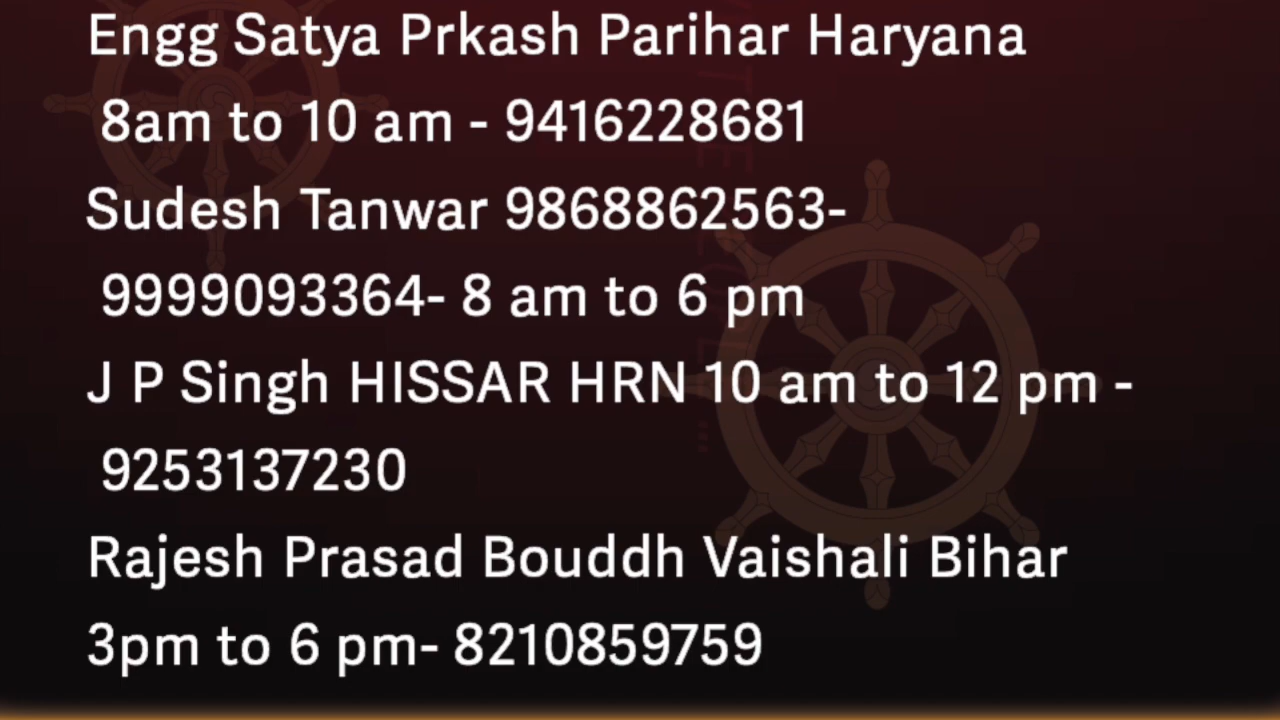 Engg Satya Prkash Parihar Haryana
8am to 10 am - 9416228681
Sudesh Tanwar 9868862563-
9999093364- 8 am to 6 pm
J P Singh HISSAR HRN 10 am to 12 pm -
9253137230
Rajesh Prasad Bouddh Vaishali Bihar
3pm to 6 pm- 8210859759